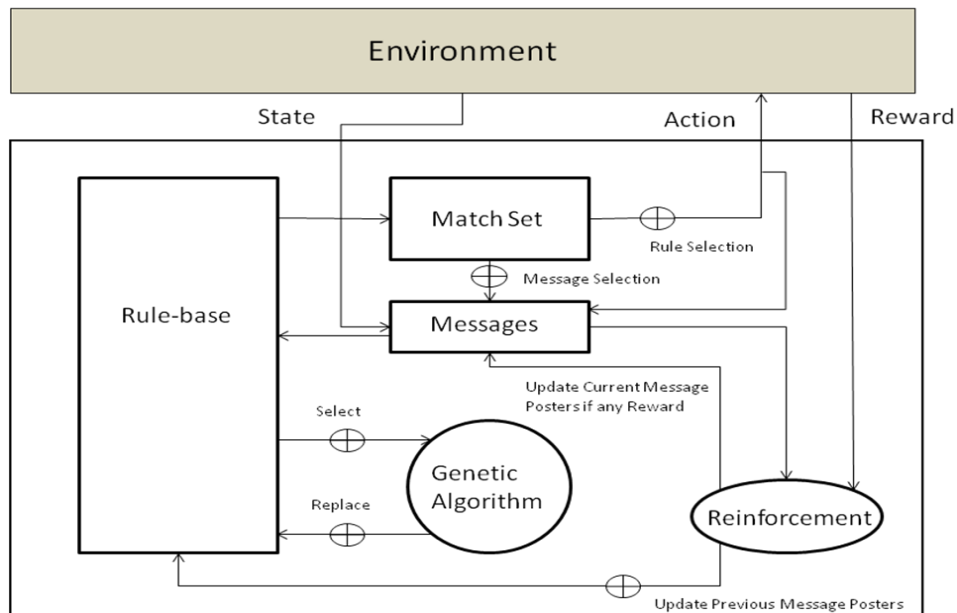 Environment
State
Action
Reward
Match Set
Rule Selection
Message Selection
Rule-base
Messages
Update Current Message
Posters if any Reward
Select
Genetic
Algorithm
Replace
Reinforcement
Update Previous Message Posters